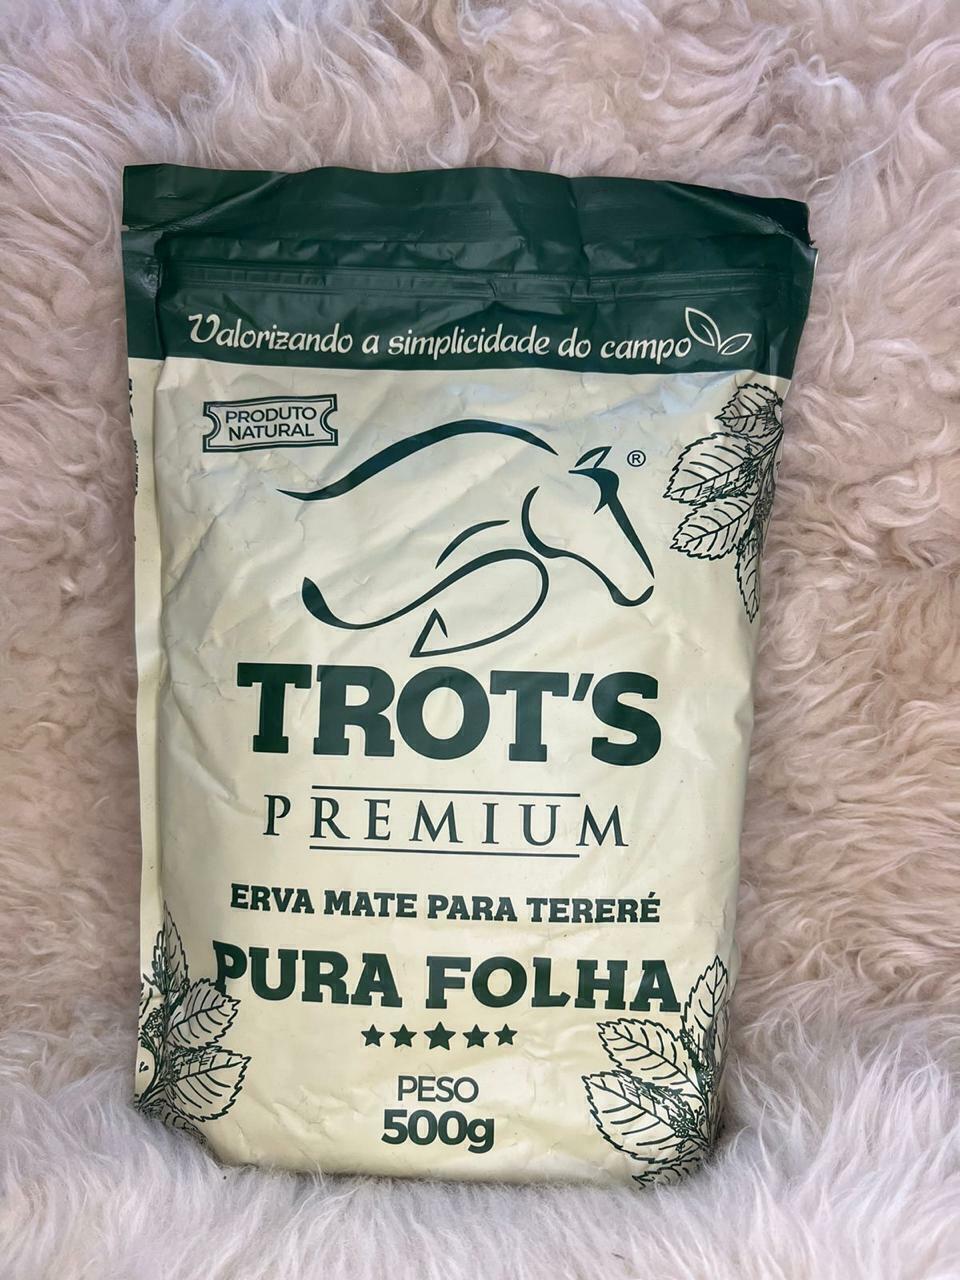 Valorizando a simplicidade do campo
PRODUTO
NATURAL
®
TROT'S
PREMIUM
ERVA MATE PARA TERERÉ
PURA FOLHA
PESO
500g